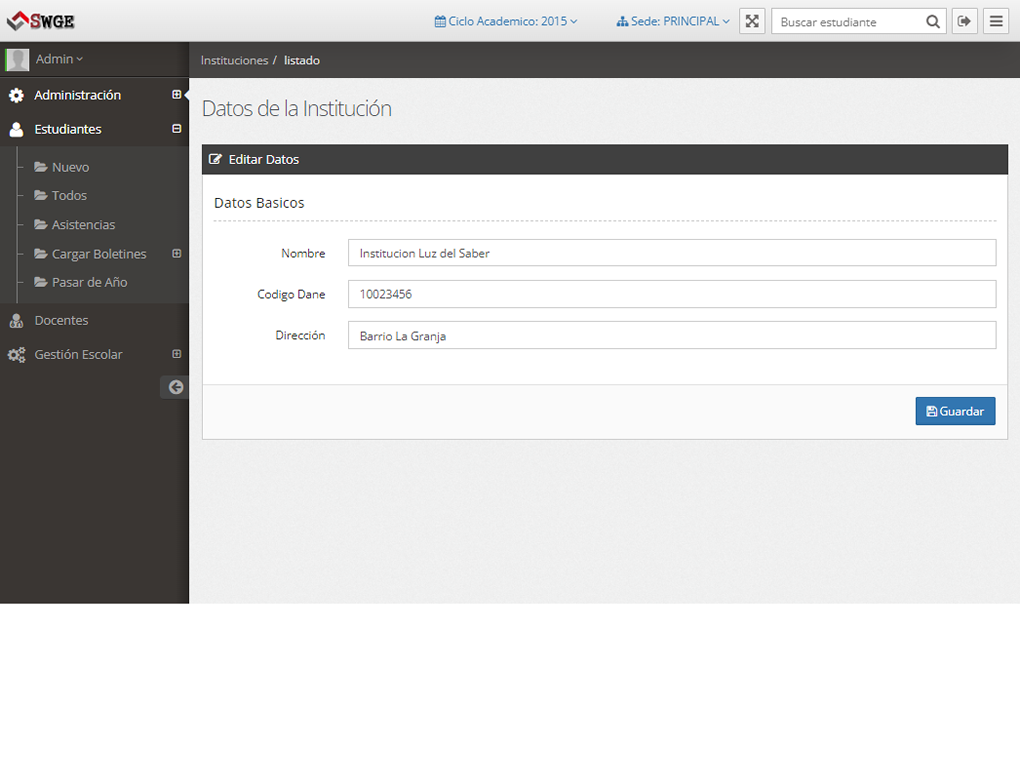 SWGE
Ciclo Academico: 2015
Sede: PRINCIPAL
Buscar estudiante
Admin
Instituciones / listado
Administración
Estudiantes
Nuevo
Todos
Asistencias
Cargar Boletines
Pasar de Año
Docentes
Gestión Escolar
Datos de la Institución
Editar Datos
Datos Basicos
Nombre Institucion Luz del Saber
Codigo Dane 10023456
Dirección Barrio La Granja
Guardar